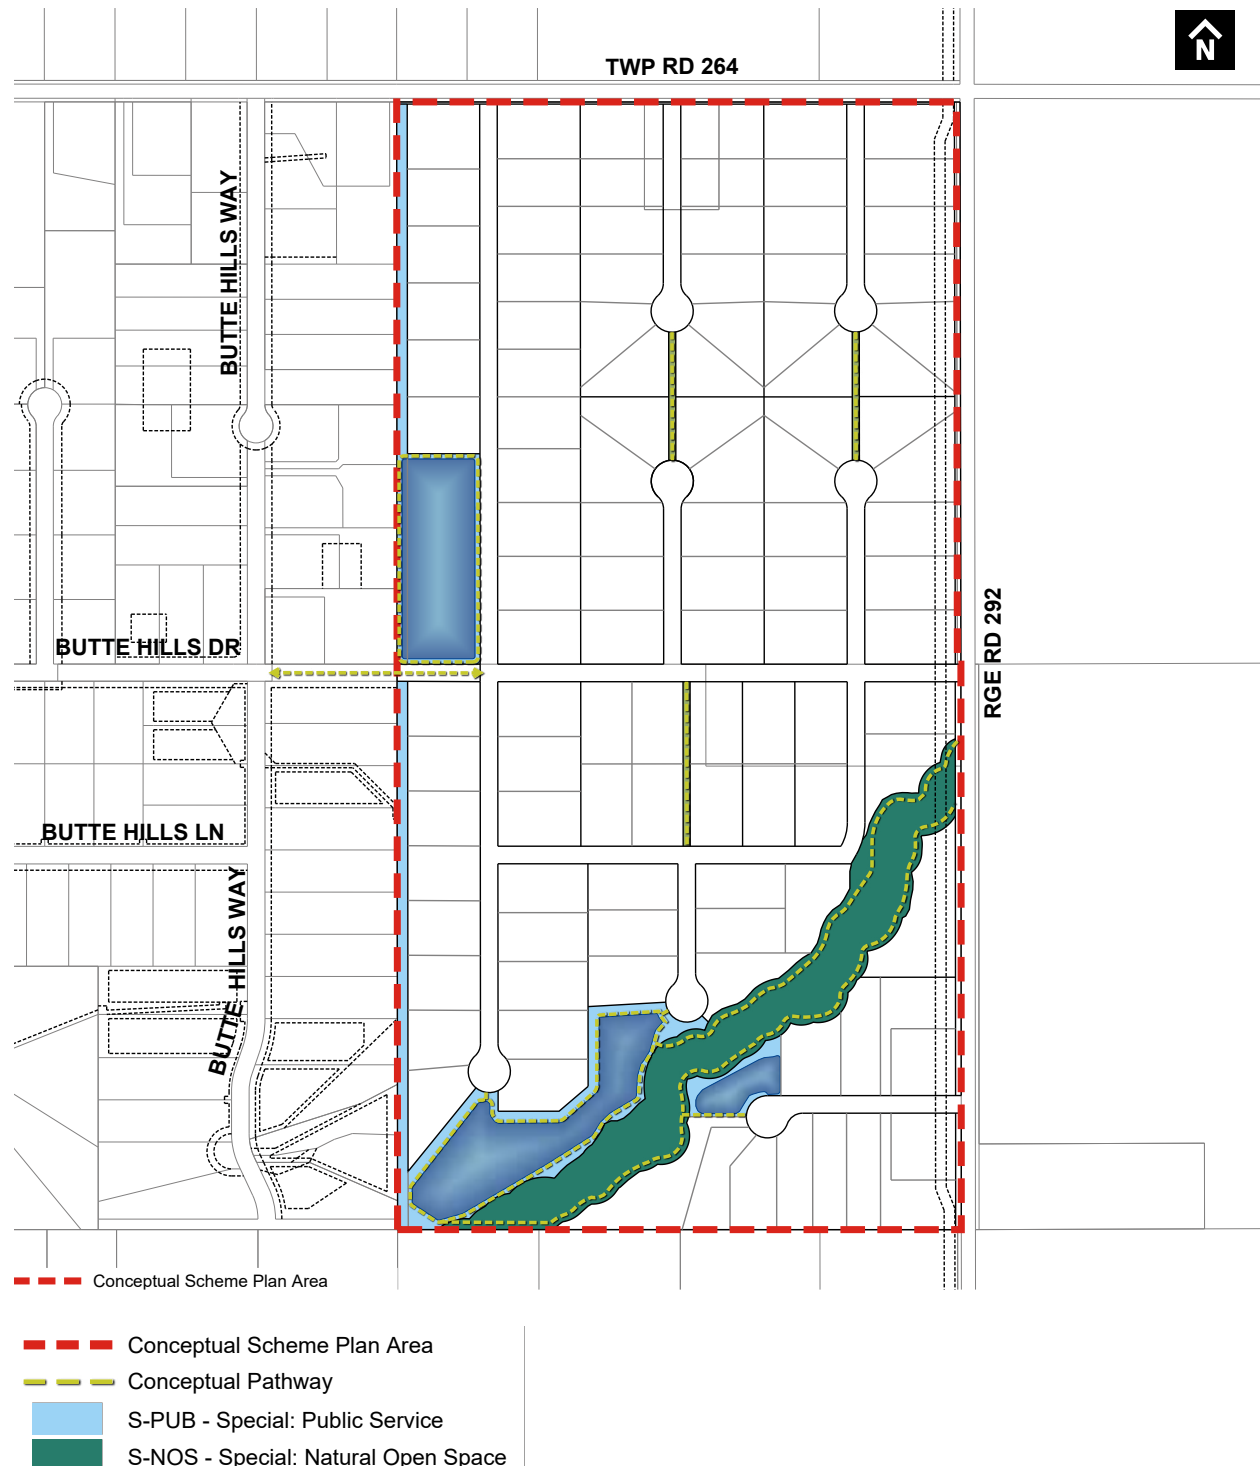 N
TWP RD 264
BUTTE HILLS WAY
BUTTE HILLS DR
RGE RD 292
BUTTE HILLS LN
BUTTE HILLS WAY
Conceptual Scheme Plan Area
Conceptual Scheme Plan Area
Conceptual Pathway
S-PUB - Special: Public Service
S-NOS - Special: Natural Open Space